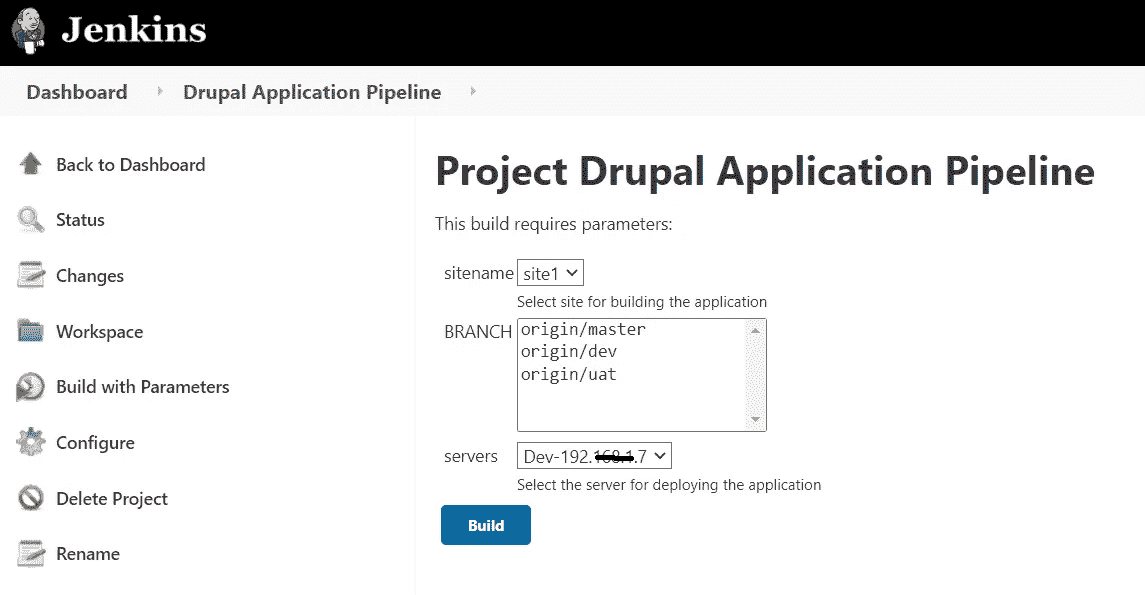 Jenkins
Dashboard
Drupal Application Pipeline
Back to Dashboard
Status
Changes
Workspace
Build with Parameters
Configure
Delete Project
Rename
Project Drupal Application Pipeline
This build requires parameters:
sitename site1
Select site for building the application
BRANCH origin/master
origin/dev
origin/uat
servers Dev-192. .7
Select the server for deploying the application
Build